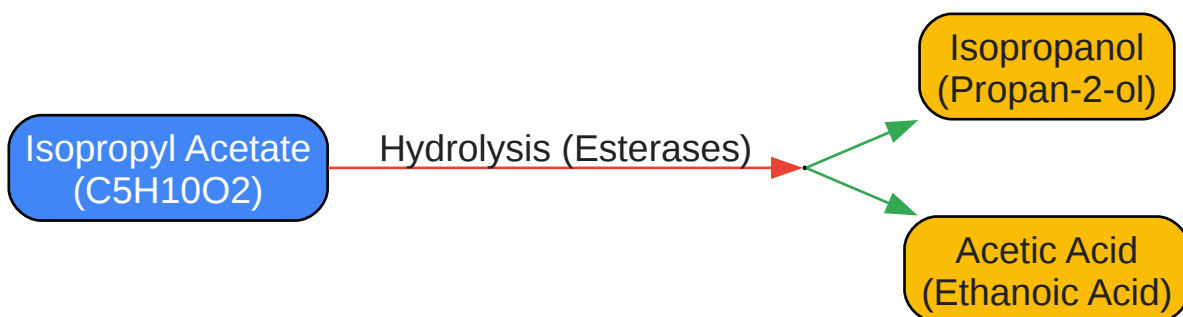 Isopropyl Acetate
(C5H10O2)
Hydrolysis (Esterases)
Isopropanol
(Propan-2-ol)
Acetic Acid
(Ethanoic Acid)